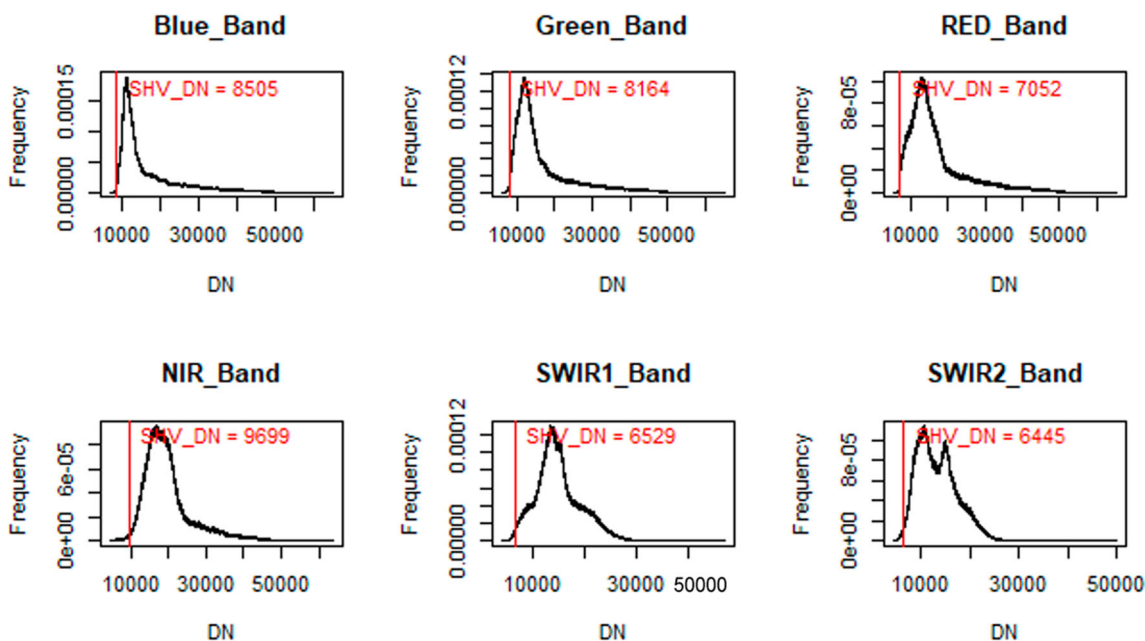 Blue_Band
Frequency
0.00000 0.00015
SHV_DN = 8505
10000 30000 50000
DN
Green_Band
Frequency
0.00000 0.00012
SHV_DN = 8164
10000 30000 50000
DN
RED_Band
Frequency
0e+00 8e-05
SHV_DN = 7052
10000 30000 50000
DN
NIR_Band
Frequency
0e+00 6e-05
SHV_DN = 9699
10000 30000 50000
DN
SWIR1_Band
Frequency
0.00000 0.00012
SHV_DN = 6529
10000 30000 50000
DN
SWIR2_Band
Frequency
0e+00 8e-05
SHV_DN = 6445
10000 30000 50000
DN